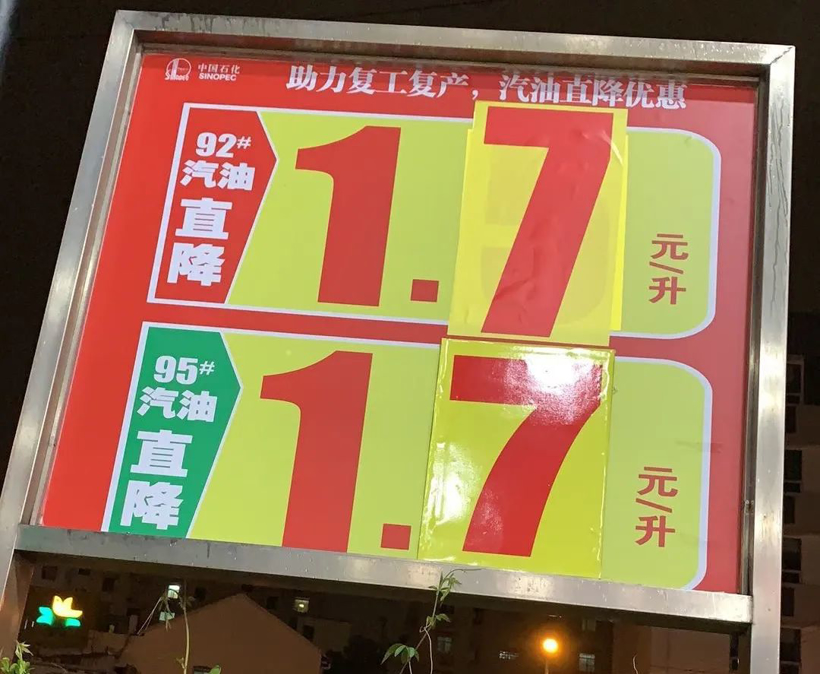 中国石化
SINOPEC
助力复工复产，汽油直降优惠
92#
汽油
直降
1.7
元/升
95#
汽油
直降
1.7
元/升